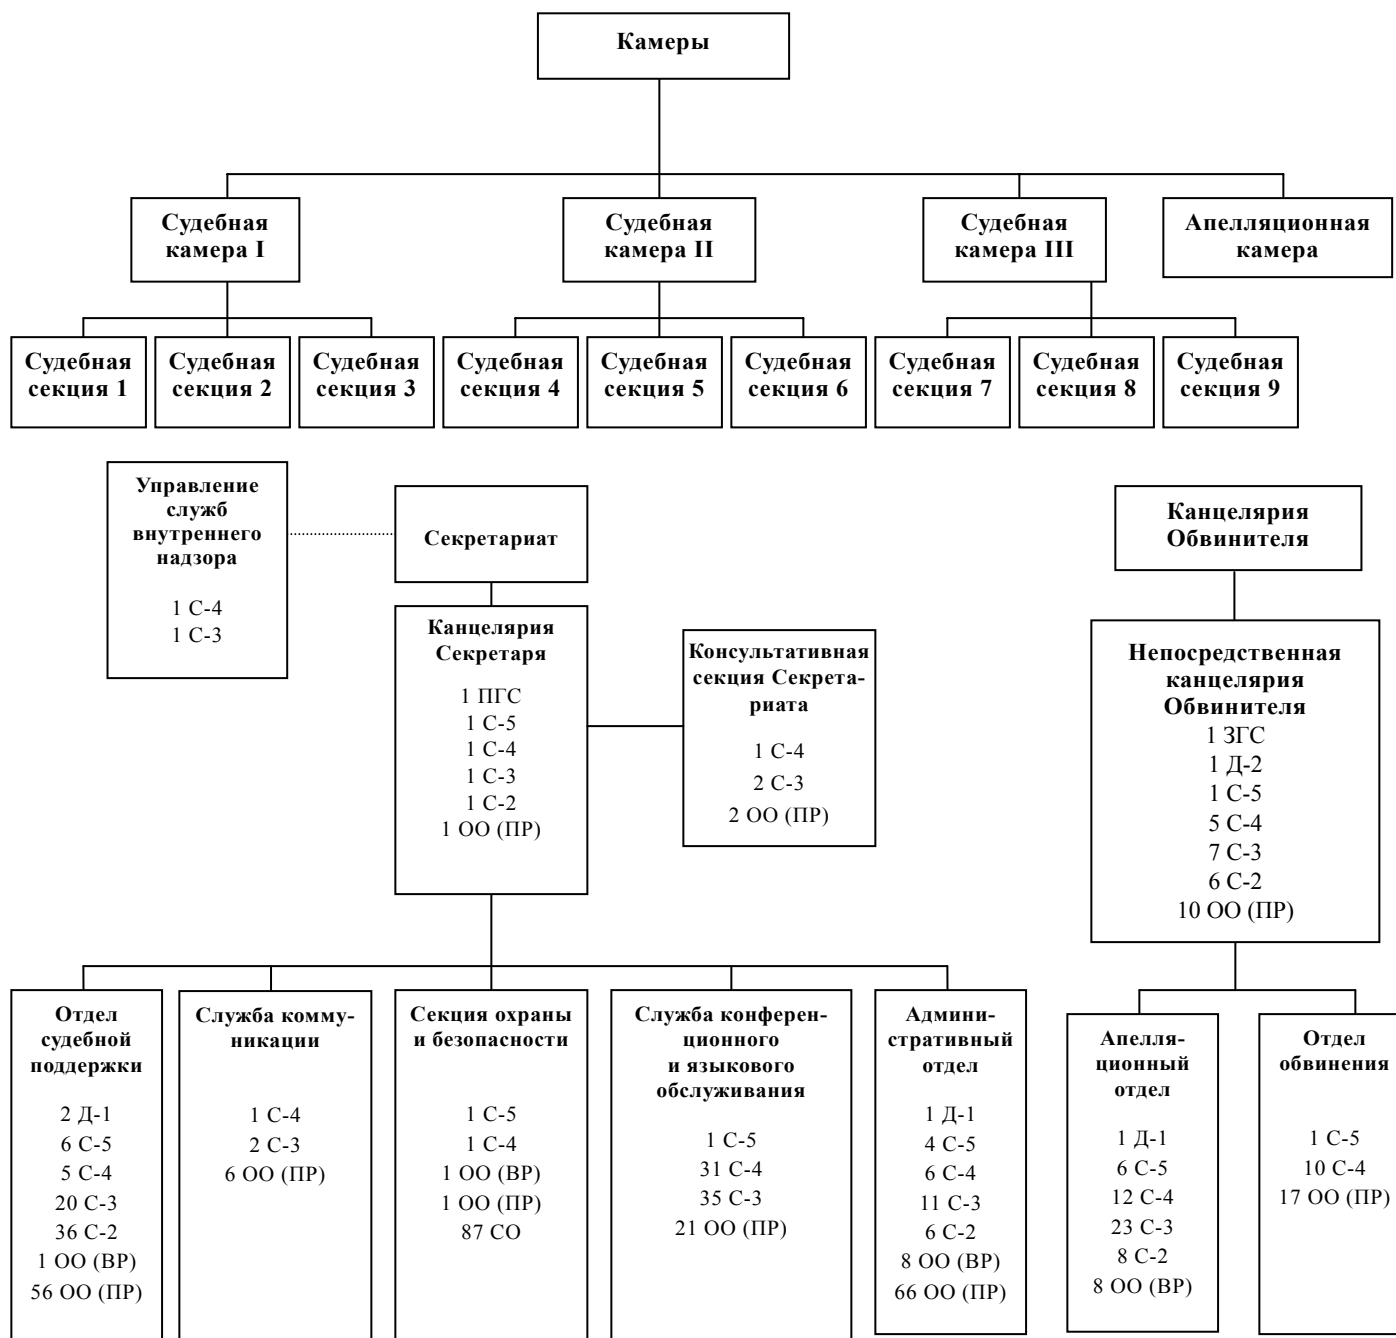 Камеры
Судебная
камера I
Судебная
камера II
Судебная
камера III
Апелляционная
камера
Судебная
секция 1
Судебная
секция 2
Судебная
секция 3
Судебная
секция 4
Судебная
секция 5
Судебная
секция 6
Судебная
секция 7
Судебная
секция 8
Судебная
секция 9
Управление
служб
внутреннего
надзора
1 С-4
1 С-3
Секретариат
Канцелярия
Секретаря
1 ПГС
1 С-5
1 С-4
1 С-3
1 С-2
1 ОО (ПР)
Консультативная
секция Секрета-
риата
1 С-4
2 С-3
2 ОО (ПР)
Канцелярия
Обвинителя
Непосредственная
канцелярия
Обвинителя
1 ЗГС
1 Д-2
1 С-5
5 С-4
7 С-3
6 С-2
10 ОО (ПР)
Отдел
судебной
поддержки
2 Д-1
6 С-5
5 С-4
20 С-3
36 С-2
1 ОО (ВР)
56 ОО (ПР)
Служба комму-
никации
1 С-4
2 С-3
6 ОО (ПР)
Секция охраны
и безопасности
1 С-5
1 С-4
1 ОО (ВР)
1 ОО (ПР)
87 СО
Служба конферен-
ционного
и языкового
обслуживания
1 С-5
31 С-4
35 С-3
21 ОО (ПР)
Админи-
стративный
отдел
1 Д-1
4 С-5
6 С-4
11 С-3
6 С-2
8 ОО (ВР)
66 ОО (ПР)
Апелля-
ционный
отдел
1 Д-1
6 С-5
12 С-4
23 С-3
8 С-2
8 ОО (ВР)
Отдел
обвинения
1 С-5
10 С-4
17 ОО (ПР)